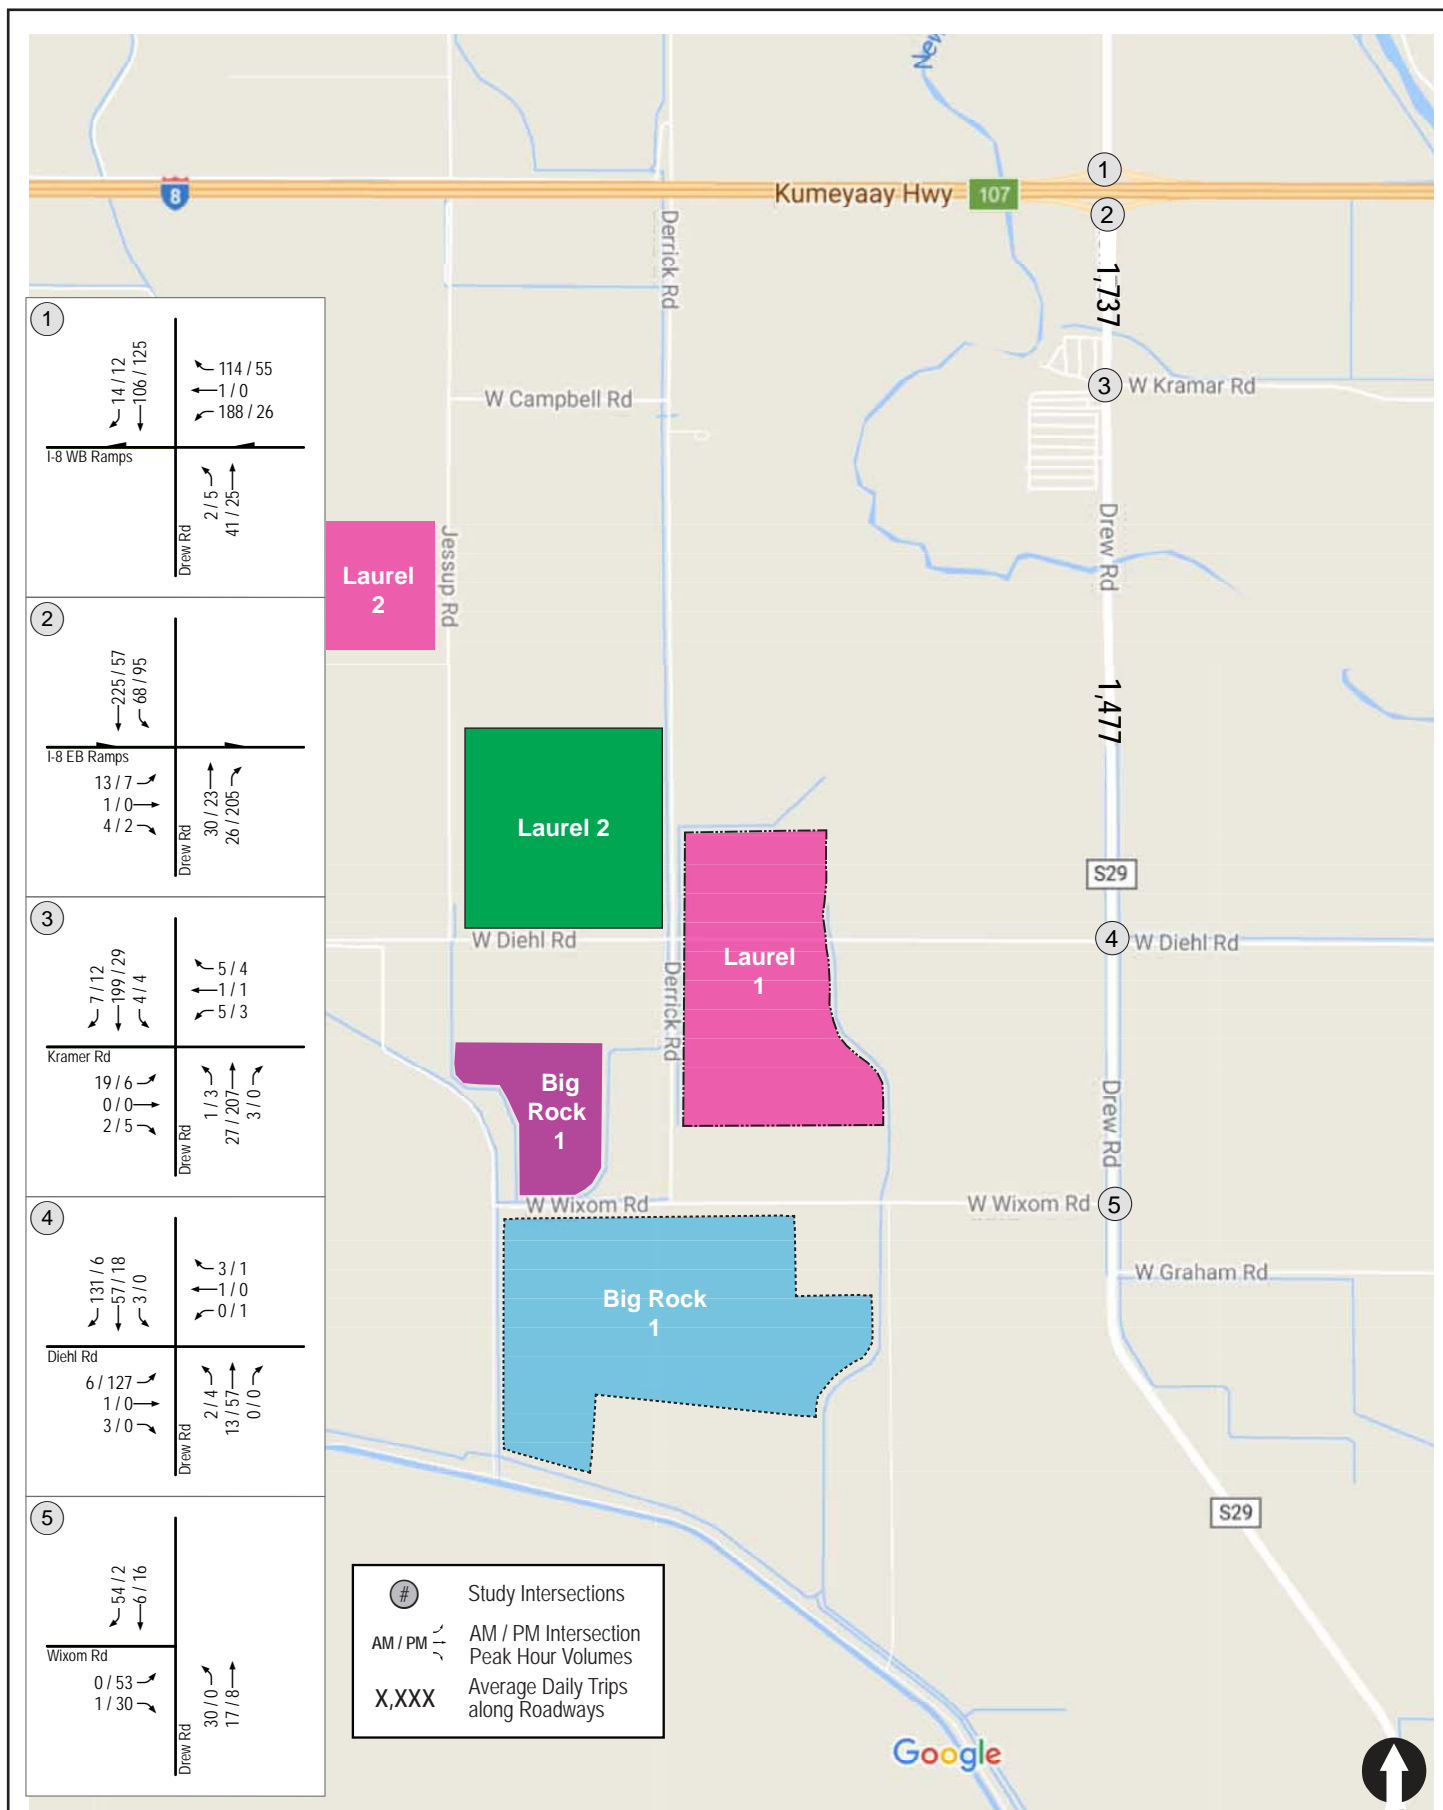 New
1
8
Kumeyaay Hwy
107
2
Derrick Rd
1,737
3
W Kramar Rd
W Campbell Rd
Drew Rd
Jessup Rd
Laurel
2
1,477
Laurel 2
S29
W Diehl Rd
4
W Diehl Rd
Laurel
1
Derrick Rd
Big
Rock
1
Drew Rd
W Wixom Rd
W Wixom Rd
5
W Graham Rd
Big Rock
1
S29
1
14 / 12
106 / 125
114 / 55
1 / 0
188 / 26
I-8 WB Ramps
2 / 5
41 / 25
Drew Rd
2
225 / 57
68 / 95
I-8 EB Ramps
13 / 7
1 / 0
4 / 2
30 / 23
26 / 205
Drew Rd
3
7 / 12
199 / 29
4 / 4
5 / 4
1 / 1
5 / 3
Kramer Rd
19 / 6
0 / 0
2 / 5
1 / 3
27 / 207
3 / 0
Drew Rd
4
131 / 6
57 / 18
3 / 0
3 / 1
1 / 0
0 / 1
Diehl Rd
6 / 127
1 / 0
3 / 0
2 / 4
13 / 57
0 / 0
Drew Rd
5
54 / 2
6 / 16
Wixom Rd
0 / 53
1 / 30
30 / 0
17 / 8
Drew Rd
# Study Intersections
AM / PM AM / PM Intersection
Peak Hour Volumes
X,XXX Average Daily Trips
along Roadways
Google